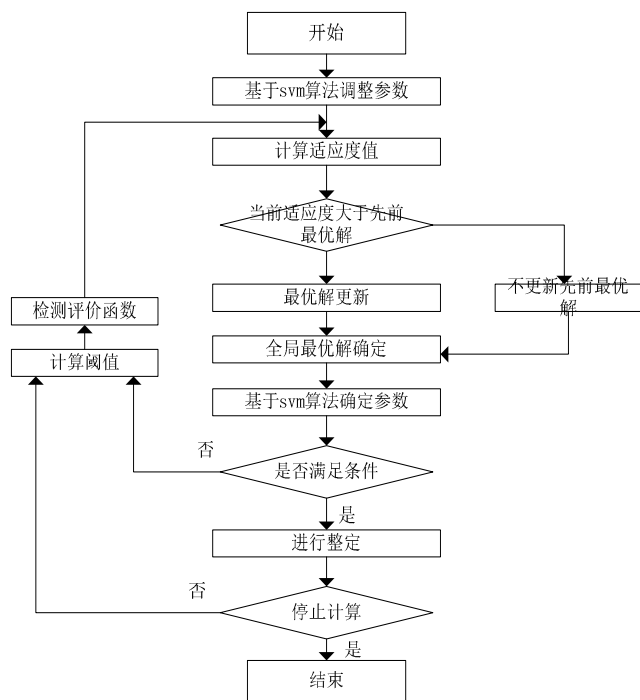 开始
基于svm算法调整参数
计算适应度值
当前适应度大于先前
最优解
最优解更新
不更新先前最优
解
检测评价函数
全局最优解确定
计算阈值
基于svm算法确定参数
否
是否满足条件
是
进行整定
否
停止计算
是
结束